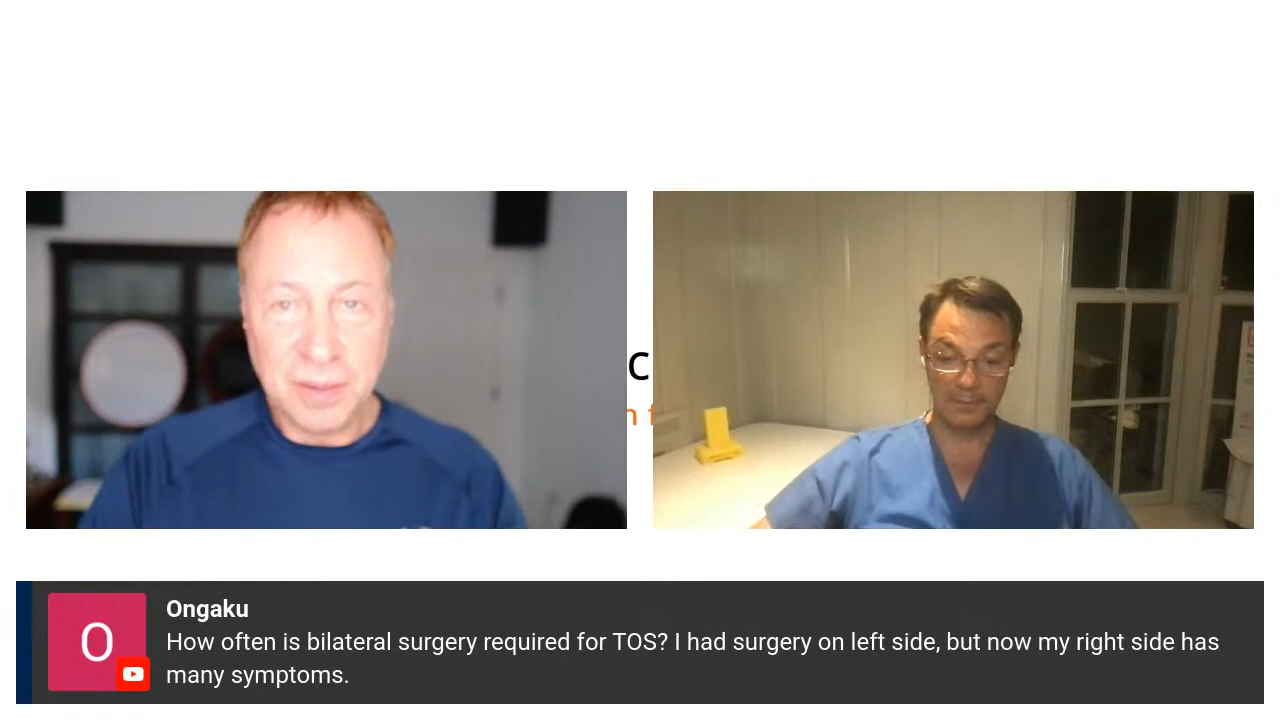 C
n f
O
Ongaku
How often is bilateral surgery required for TOS? I had surgery on left side, but now my right side has
many symptoms.